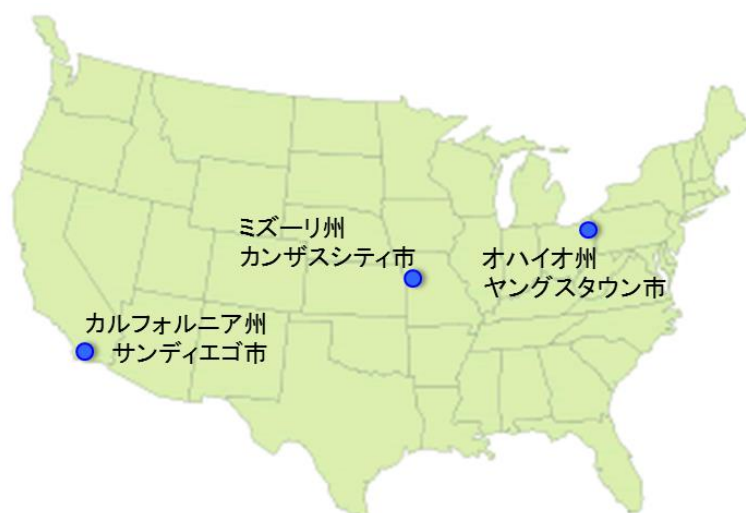 ミズーリ州
カンザスシティ市
オハイオ州
ヤングスタウン市
カルフォルニア州
サンディエゴ市